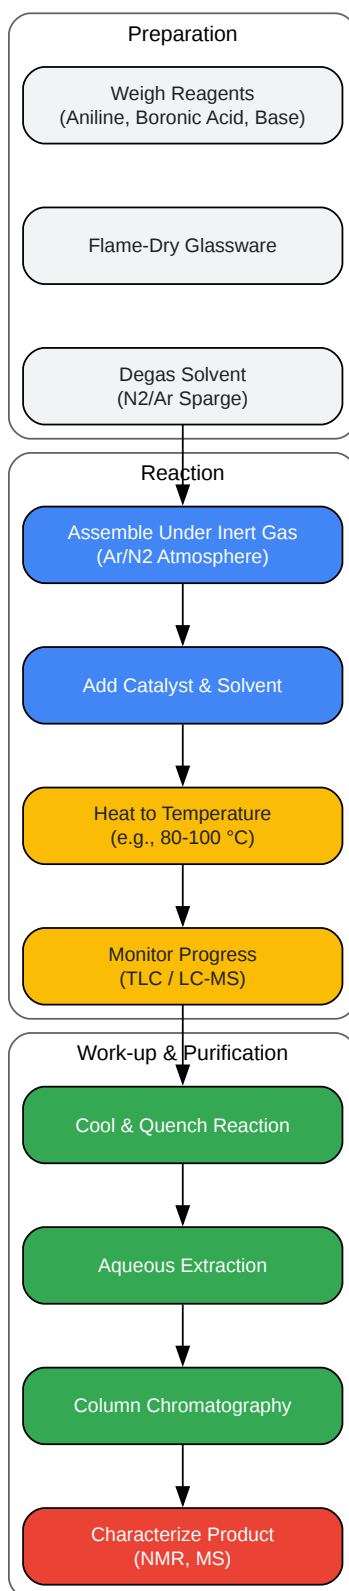 Preparation
Weigh Reagents
(Aniline, Boronic Acid, Base)
Flame-Dry Glassware
Degas Solvent
(N2/Ar Sparge)
Reaction
Assemble Under Inert Gas
(Ar/N2 Atmosphere)
Add Catalyst & Solvent
Heat to Temperature
(e.g., 80-100 °C)
Monitor Progress
(TLC / LC-MS)
Work-up & Purification
Cool & Quench Reaction
Aqueous Extraction
Column Chromatography
Characterize Product
(NMR, MS)